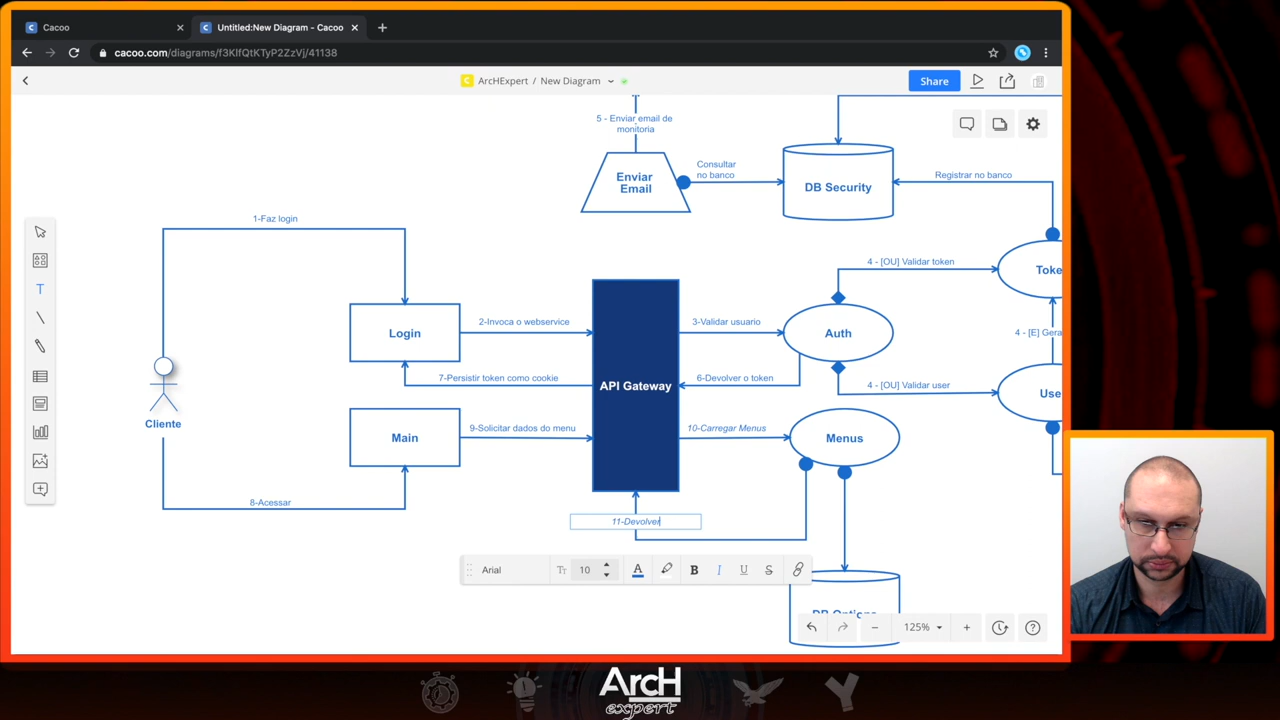 Cacoo
Untitled:New Diagram - Cacoo
cacoo.com/diagrams/f3KlfQtKTyP2ZzVj/41138
ArcHExpert / New Diagram
Share
5 - Enviar email de
monitoria
Enviar
Email
Consultar
no banco
DB Security
Registrar no banco
1-Faz login
4 - [OU] Validar token
Toke
Login
2-Invoca o webservice
3-Validar usuario
Auth
4 - [E] Gera
7-Persistir token como cookie
API Gateway
6-Devolver o token
4 - [OU] Validar user
Use
Cliente
Main
9-Solicitar dados do menu
10-Carregar Menus
Menus
8-Acessar
11-Devolver
Arial
10
B
I
U
S
DB Options
125%
ArcH
expert